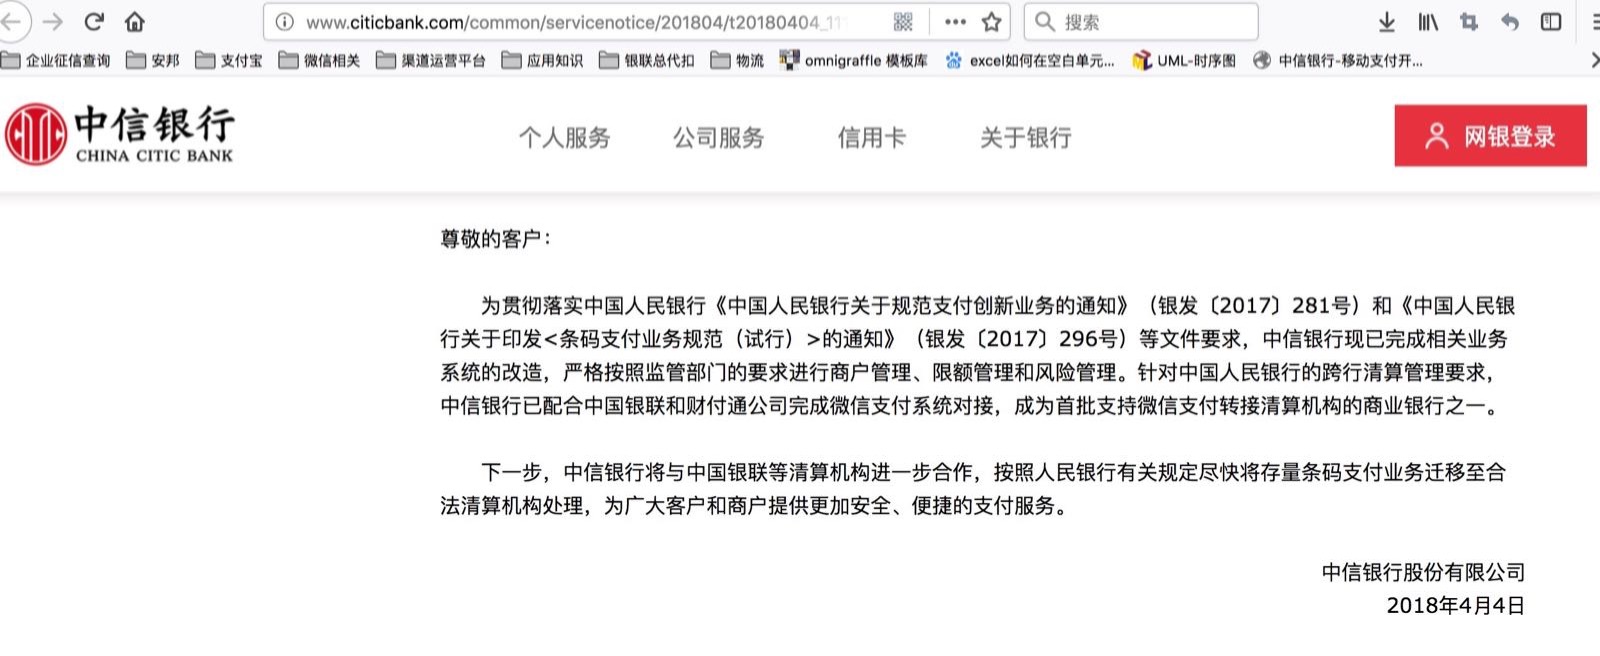 www.citicbank.com/common/servicenotice/201804/t20180404_11
搜索
企业征信查询 安邦 支付宝 微信相关 渠道运营平台 应用知识 银联总代扣 物流 omnigraffle 模板库 excel如何在空白单元... UML-时序图 中信银行-移动支付开...
中信银行
CHINA CITIC BANK
个人服务 公司服务 信用卡 关于银行 网银登录
尊敬的客户：
为贯彻落实中国人民银行《中国人民银行关于规范支付创新业务的通知》（银发〔2017〕281号）和《中国人民银
行关于印发<条码支付业务规范（试行）>的通知》（银发〔2017〕296号）等文件要求，中信银行现已完成相关业务
系统的改造，严格按照监管部门的要求进行商户管理、限额管理和风险管理。针对中国人民银行的跨行清算管理要求，
中信银行已配合中国银联和财付通公司完成微信支付系统对接，成为首批支持微信支付转接清算机构的商业银行之一。
下一步，中信银行将与中国银联等清算机构进一步合作，按照人民银行有关规定尽快将存量条码支付业务迁移至合
法清算机构处理，为广大客户和商户提供更加安全、便捷的支付服务。
中信银行股份有限公司
2018年4月4日